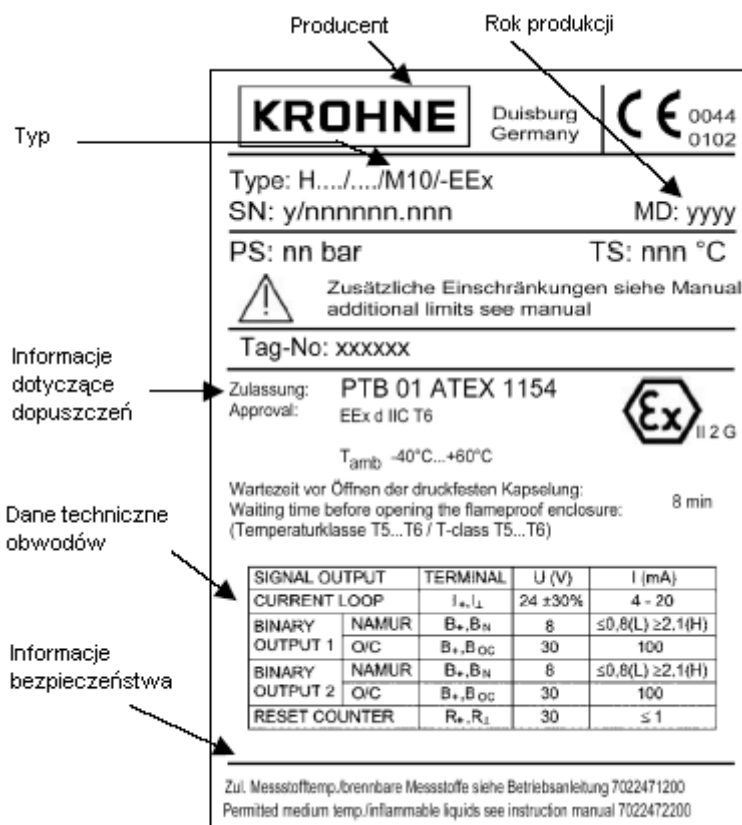 Producent
Rok produkcji
Typ
KROHNE
Duisburg
Germany
CE 0044
0102
Type: H..../..../M10/-EEx
SN: y/nnnnnn.nnn MD: yyyy
PS: nn bar TS: nnn °C
Zusätzliche Einschränkungen siehe Manual
additional limits see manual
Tag-No: xxxxxx
Informacje
dotyczące
dopuszczeń
Zulassung: PTB 01 ATEX 1154
Approval: EEx d IIC T6
Ex II 2 G
Tamb -40°C...+60°C
Wartezeit vor Öffnen der druckfesten Kapselung:
Waiting time before opening the flameproof enclosure: 8 min
(Temperaturklasse T5...T6 / T-class T5...T6)
Dane techniczne
obwodów
SIGNAL OUTPUT TERMINAL U (V) I (mA)
CURRENT LOOP I+,I⊥ 24 ±30% 4 - 20
BINARY OUTPUT 1 NAMUR B+,BN 8 ≤0,8(L) ≥2,1(H)
O/C B+,BOC 30 100
BINARY OUTPUT 2 NAMUR B+,BN 8 ≤0,8(L) ≥2,1(H)
O/C B+,BOC 30 100
RESET COUNTER R+,R⊥ 30 ≤ 1
Informacje
bezpieczeństwa
Zul. Messstofftemp./brennbare Messstoffe siehe Betriebsanleitung 7022471200
Permitted medium temp./inflammable liquids see instruction manual 7022472200